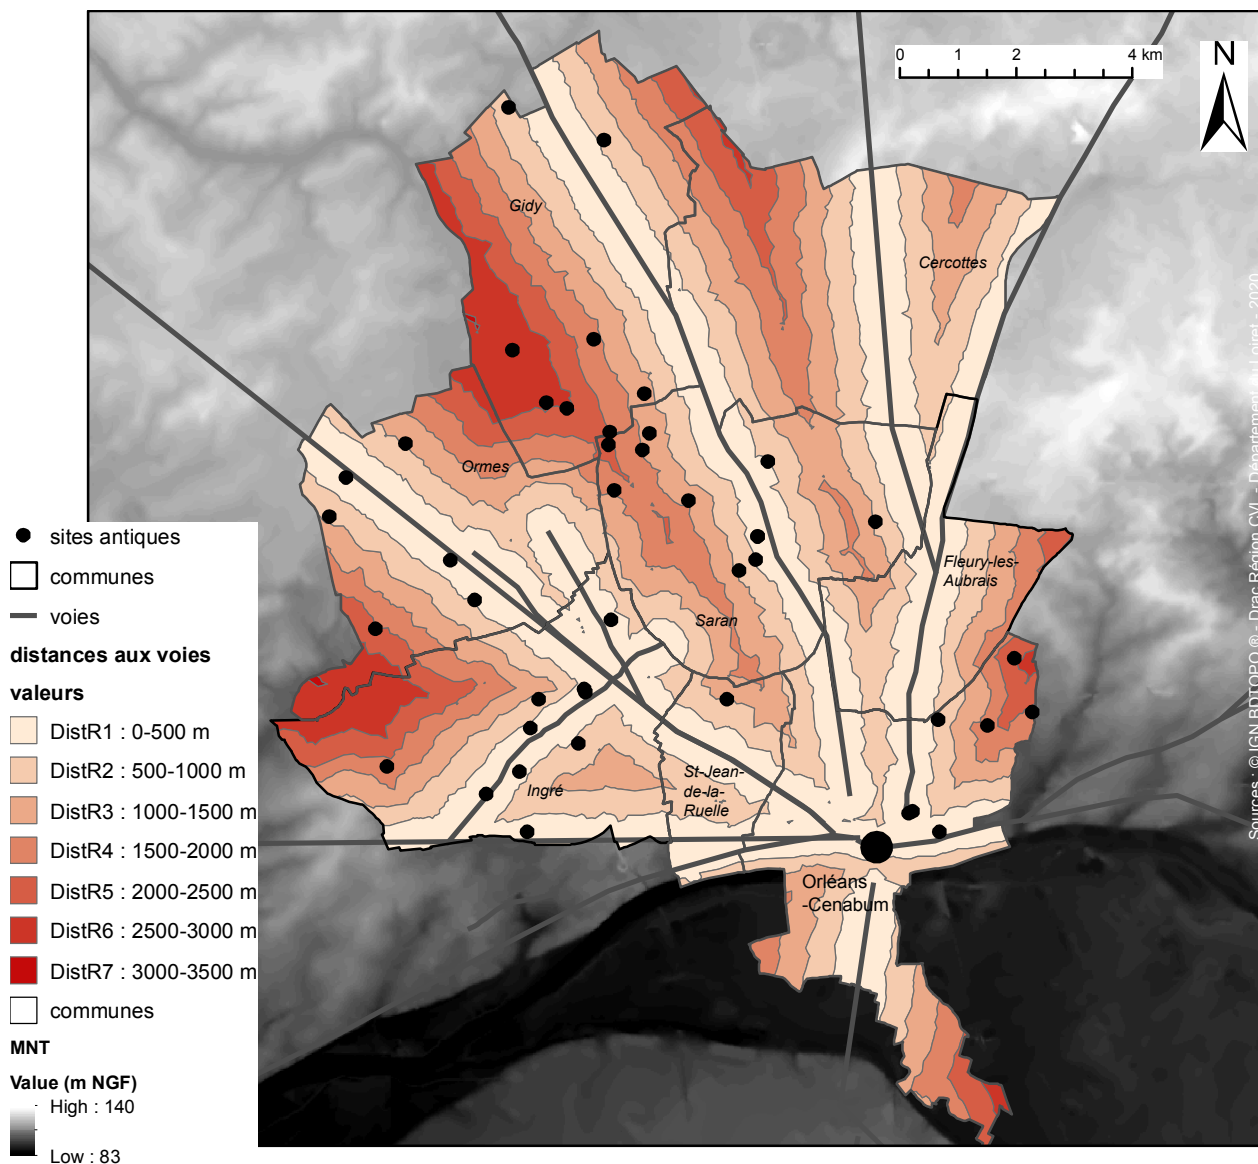 0 1 2 4 km
N
Gidy
Cercottes
Ormes
Fleury-les-
Aubrais
Saran
St-Jean-
de-la-
Ruelle
Ingré
Orléans
-Cenabum
sites antiques
communes
voies
distances aux voies
valeurs
DistR1 : 0-500 m
DistR2 : 500-1000 m
DistR3 : 1000-1500 m
DistR4 : 1500-2000 m
DistR5 : 2000-2500 m
DistR6 : 2500-3000 m
DistR7 : 3000-3500 m
communes
MNT
Value (m NGF)
High : 140
Low : 83
Sources : © IGN BDTOPO ® - Drac Région CVL - Département du Loiret - 2020